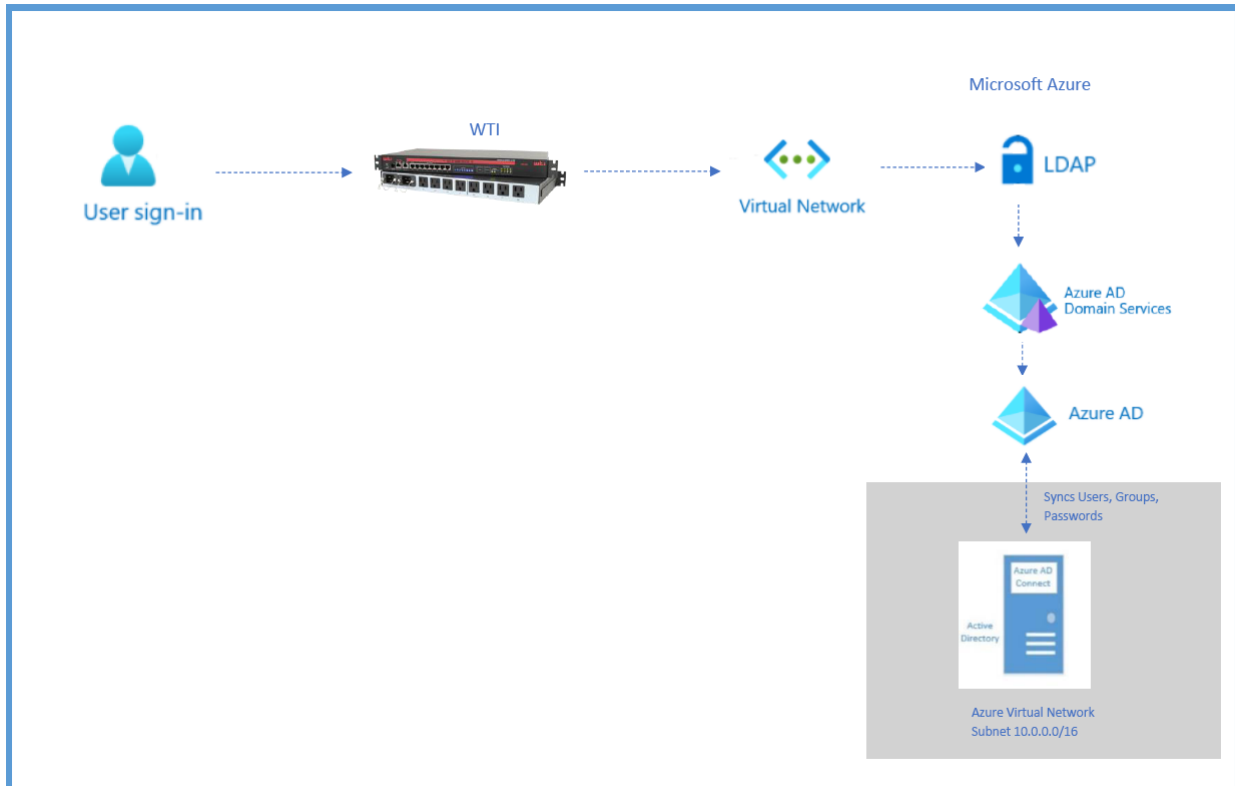 Microsoft Azure
WTI
LDAP
User sign-in
Virtual Network
Azure AD
Domain Services
Azure AD
Syncs Users, Groups,
Passwords
Azure AD
Connect
Active
Directory
Azure Virtual Network
Subnet 10.0.0.0/16